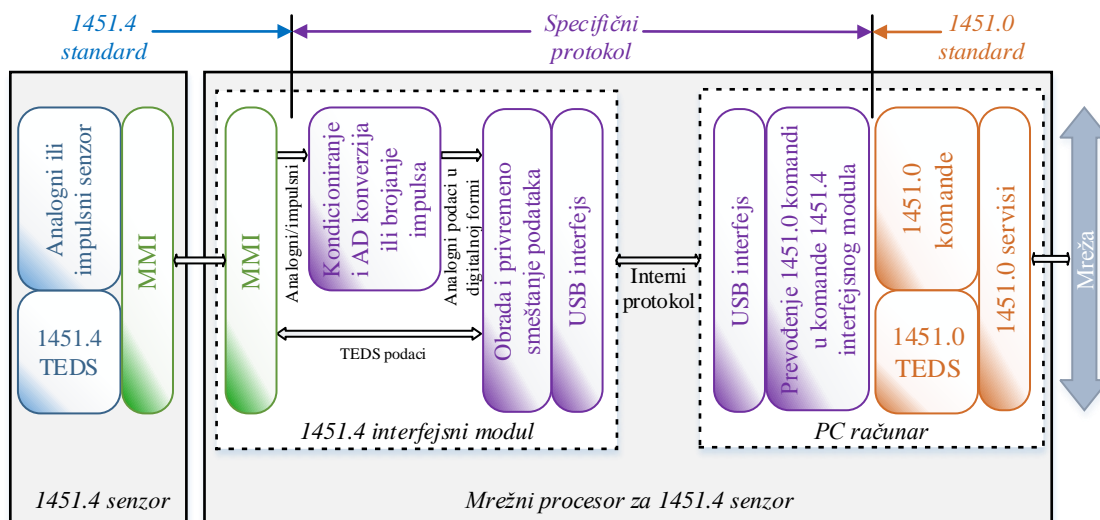 1451.4
standard
Specifični
protokol
1451.0
standard
Analogni ili
impulsni senzor
1451.4
TEDS
MMI
1451.4 senzor
MMI
Analogni/impulsni
Kondicioniranje
i AD konverzija
ili brojanje
impulsa
Analogni podaci u
digitalnoj formi
TEDS podaci
Obrada i privremeno
smeštanje podataka
USB interfejs
1451.4 interfejsni modul
Interni
protokol
USB interfejs
Prevođenje 1451.0 komandi
u komande 1451.4
interfejsnog modula
1451.0
komande
1451.0
TEDS
1451.0 servisi
PC računar
Mrežni procesor za 1451.4 senzor
Mreža